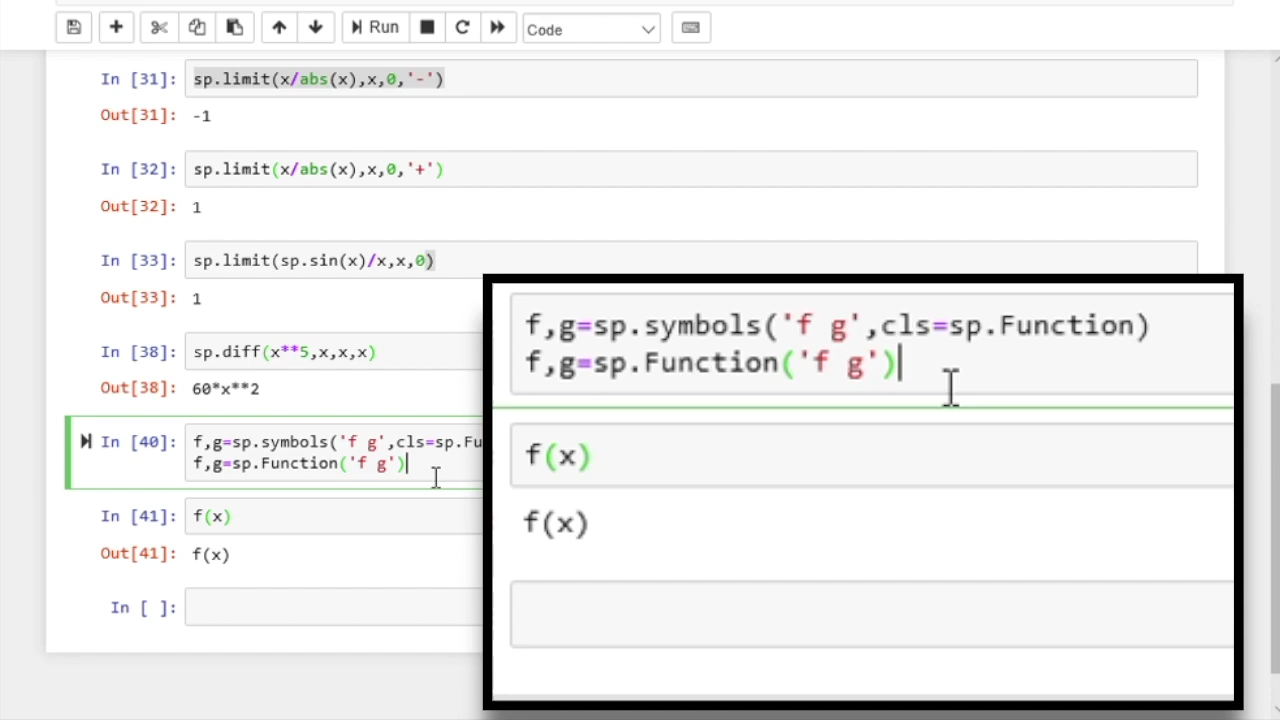 Run
Code
In [31]: sp.limit(x/abs(x),x,0,'-')
Out[31]: -1
In [32]: sp.limit(x/abs(x),x,0,'+')
Out[32]: 1
In [33]: sp.limit(sp.sin(x)/x,x,0)
Out[33]: 1
In [38]: sp.diff(x**5,x,x,x)
Out[38]: 60*x**2
In [40]: f,g=sp.symbols('f g',cls=sp.Fu
f,g=sp.Function('f g')
In [41]: f(x)
Out[41]: f(x)
In [ ]:
f,g=sp.symbols('f g',cls=sp.Function)
f,g=sp.Function('f g')
f(x)
f(x)